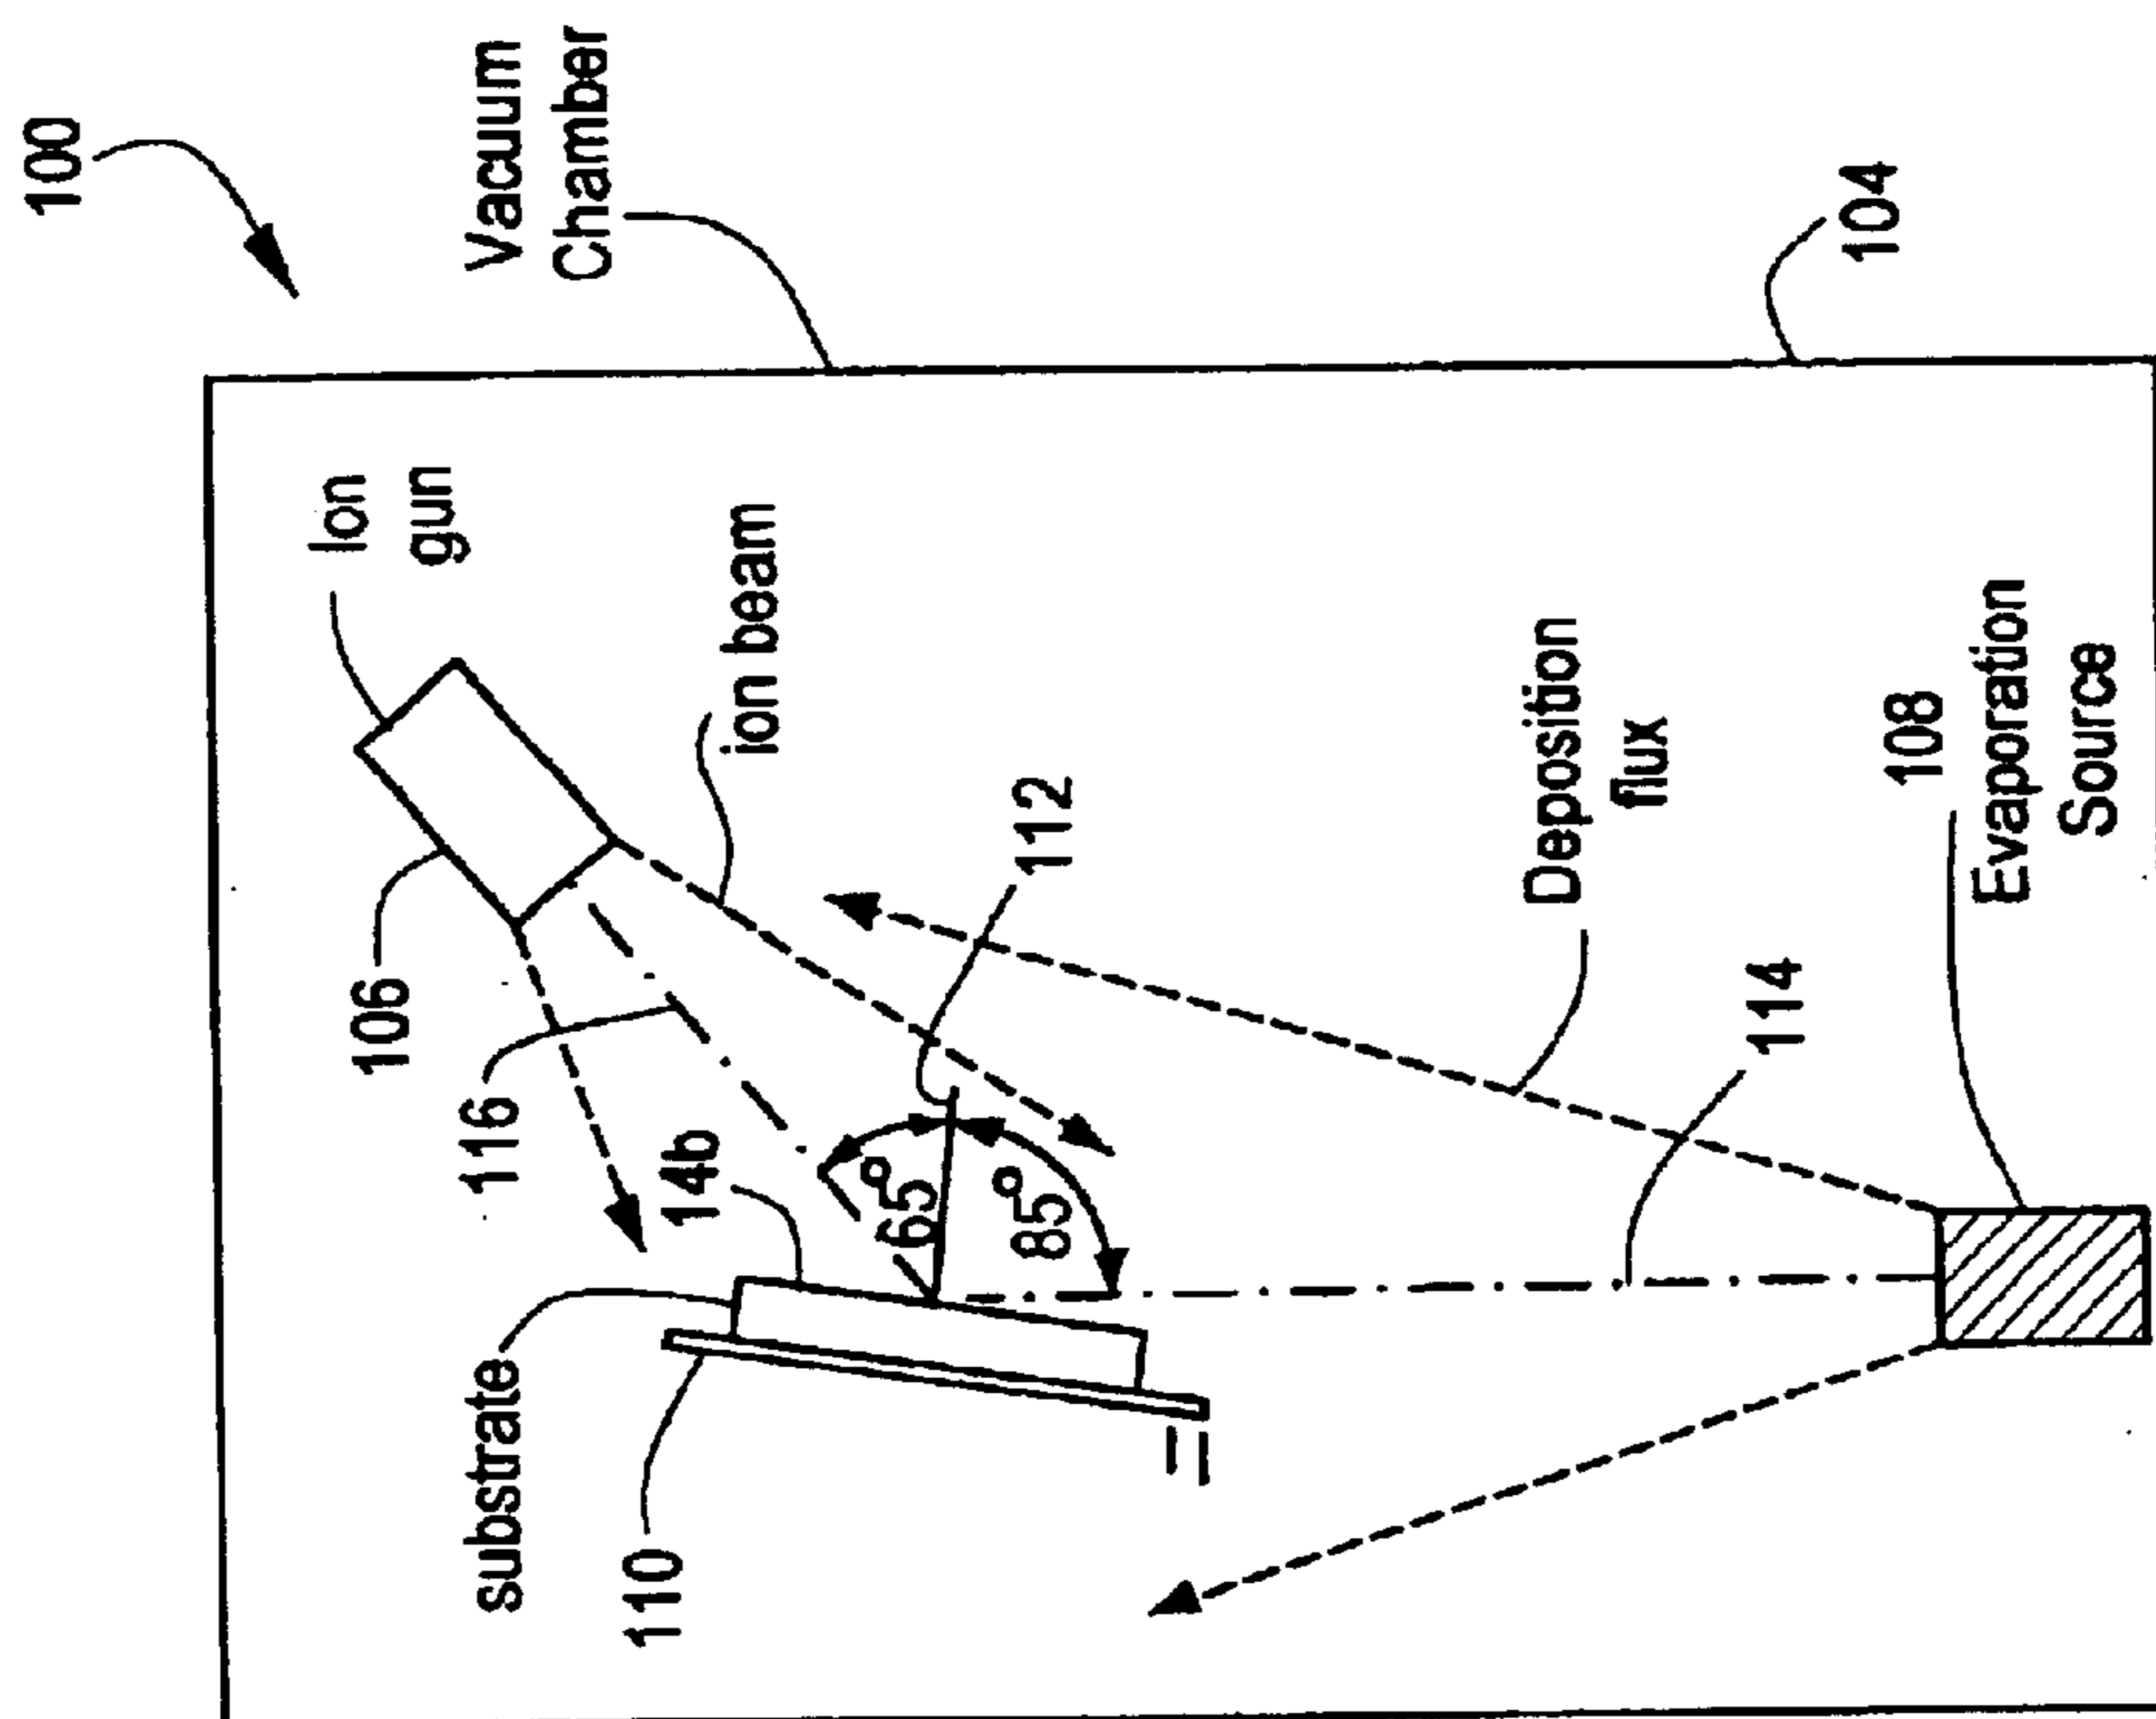 100
Vacuum
Chamber
104
Ion
gun
ion beam
106
116
112
14b
65°
85°
substrate
110
Deposition
flux
114
108
Evaporation
Source